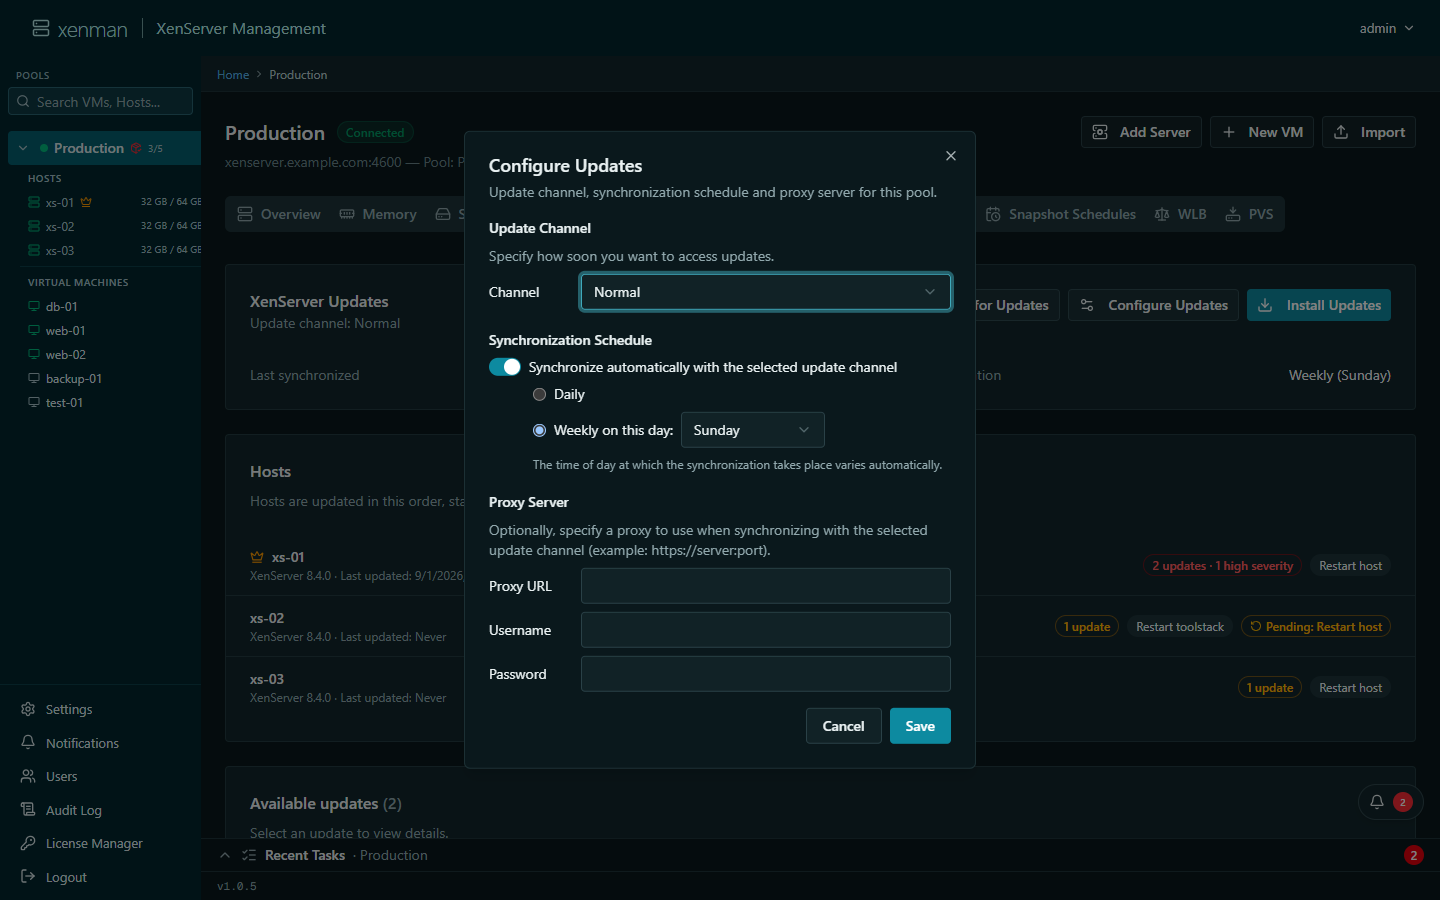 xenman
XenServer Management
admin
POOLS
Search VMs, Hosts...
Production 3/5
HOSTS
xs-01 32 GB / 64 GB
xs-02 32 GB / 64 GB
xs-03 32 GB / 64 GB
VIRTUAL MACHINES
db-01
web-01
web-02
backup-01
test-01
Settings
Notifications
Users
Audit Log
License Manager
Logout
Home > Production
Production Connected
Add Server
New VM
Import
xenserver.example.com:4600 — Pool: P
Overview
Memory
S
Snapshot Schedules
WLB
PVS
XenServer Updates
Update channel: Normal
for Updates
Configure Updates
Install Updates
Last synchronized
tion
Weekly (Sunday)
Hosts
Hosts are updated in this order, sta
xs-01
XenServer 8.4.0 · Last updated: 9/1/2026,
2 updates · 1 high severity
Restart host
xs-02
XenServer 8.4.0 · Last updated: Never
1 update
Restart toolstack
Pending: Restart host
xs-03
XenServer 8.4.0 · Last updated: Never
1 update
Restart host
Available updates (2)
Select an update to view details.
2
Recent Tasks · Production
2
v1.0.5
Configure Updates
Update channel, synchronization schedule and proxy server for this pool.
Update Channel
Specify how soon you want to access updates.
Channel
Normal
Synchronization Schedule
Synchronize automatically with the selected update channel
Daily
Weekly on this day:
Sunday
The time of day at which the synchronization takes place varies automatically.
Proxy Server
Optionally, specify a proxy to use when synchronizing with the selected
update channel (example: https://server:port).
Proxy URL
Username
Password
Cancel
Save